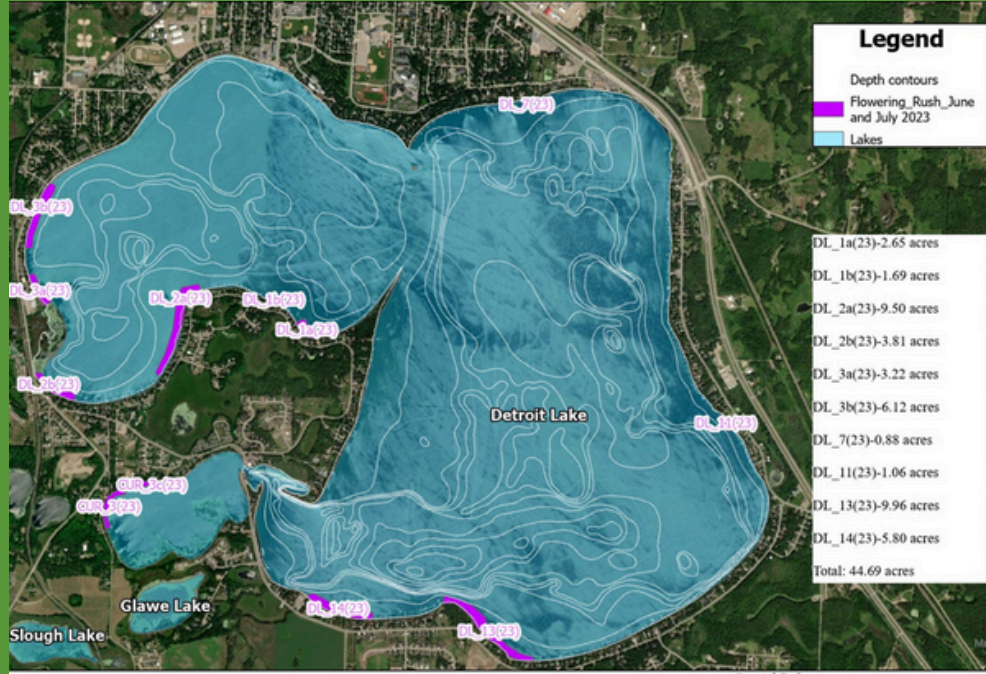 Legend
Depth contours
Flowering_Rush_June
and July 2023
Lakes
DL_7(23)
DL_3b(23)
DL_3a(23)
DL_2a(23)
DL_1b(23)
DL_1a(23)
DL_2b(23)
Detroit Lake
DL_11(23)
CUR_3c(23)
CUR_3(23)
Glawe Lake
DL_14(23)
DL_13(23)
Slough Lake
DL_1a(23)-2.65 acres
DL_1b(23)-1.69 acres
DL_2a(23)-9.50 acres
DL_2b(23)-3.81 acres
DL_3a(23)-3.22 acres
DL_3b(23)-6.12 acres
DL_7(23)-0.88 acres
DL_11(23)-1.06 acres
DL_13(23)-9.96 acres
DL_14(23)-5.80 acres
Total: 44.69 acres